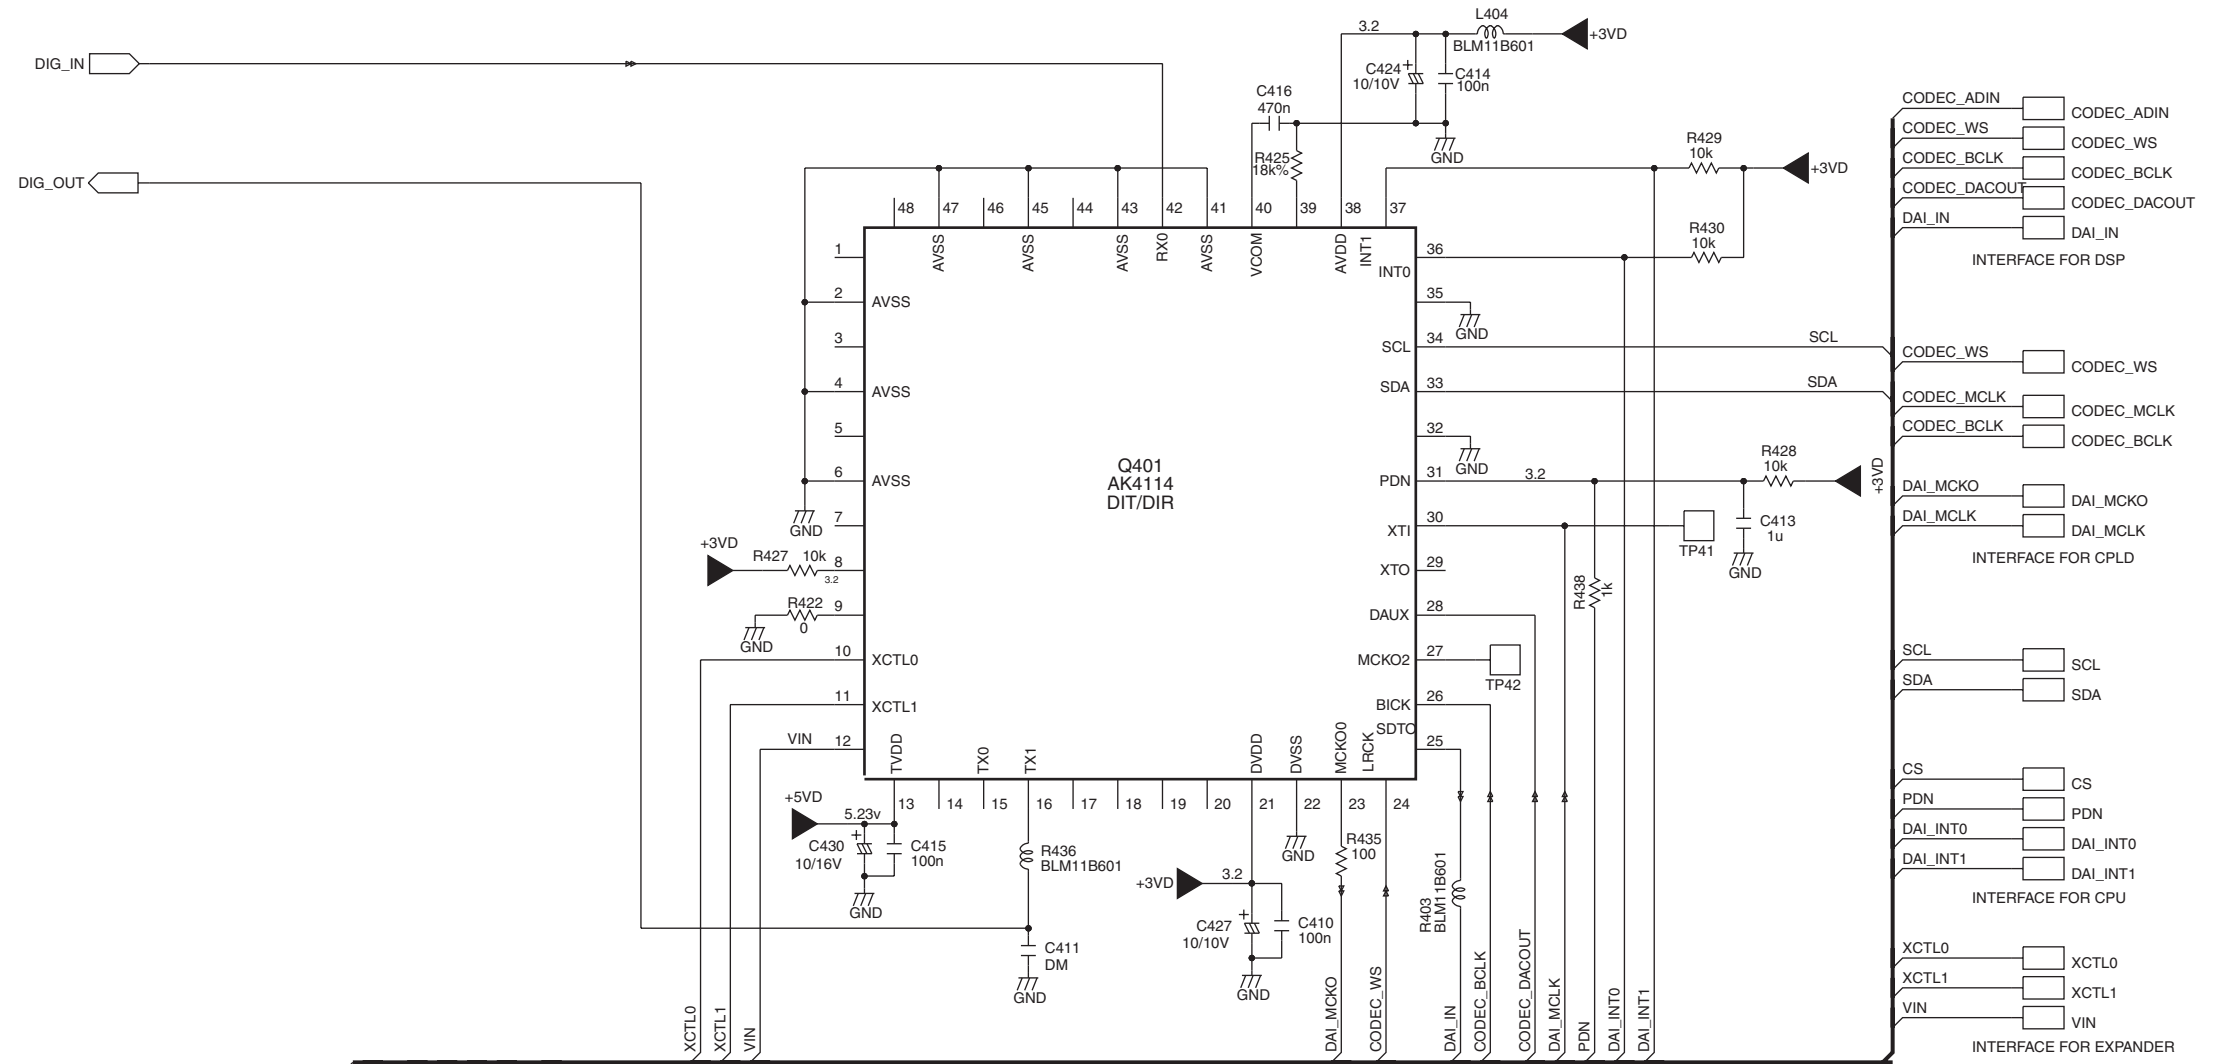 L404
BLM11B601
+3VD
3.2
C424
10/10V
+
C414
100n
GND
DIG_IN
DIG_OUT
C416
470n
R425
18k%
R429
10k
+3VD
R430
10k
48
47
46
45
44
43
42
41
40
39
38
37
AVSS
AVSS
AVSS
RX0
AVSS
VCOM
AVDD
INT1
1
2
AVSS
3
4
AVSS
5
6
AVSS
GND
7
+3VD
R427
10k
8
3.2
R422
0
9
GND
10
XCTL0
11
XCTL1
VIN
12
Q401
AK4114
DIT/DIR
36
INT0
35
GND
34
SCL
SCL
33
SDA
SDA
32
GND
31
PDN
3.2
R428
10k
+3VD
30
XTI
TP41
C413
1u
GND
29
XTO
R438
1k
28
DAUX
27
MCKO2
TP42
26
BICK
SDTO
25
TVDD
TX0
TX1
DVDD
DVSS
MCKO0
LRCK
13
14
15
16
17
18
19
20
21
22
23
24
+5VD
5.23v
+
C430
10/16V
C415
100n
GND
R436
BLM11B601
C411
DM
GND
+3VD
3.2
+
C427
10/10V
C410
100n
GND
GND
R435
100
R403
BLM11B601
XCTL0
XCTL1
VIN
DAI_MCKO
CODEC_WS
DAI_IN
CODEC_BCLK
CODEC_DACOUT
DAI_MCLK
PDN
DAI_INT0
DAI_INT1
CODEC_ADIN
CODEC_ADIN
CODEC_WS
CODEC_WS
CODEC_BCLK
CODEC_BCLK
CODEC_DACOUT
CODEC_DACOUT
DAI_IN
DAI_IN
INTERFACE FOR DSP
CODEC_WS
CODEC_WS
CODEC_MCLK
CODEC_MCLK
CODEC_BCLK
CODEC_BCLK
DAI_MCKO
DAI_MCKO
DAI_MCLK
DAI_MCLK
INTERFACE FOR CPLD
SCL
SCL
SDA
SDA
CS
CS
PDN
PDN
DAI_INT0
DAI_INT0
DAI_INT1
DAI_INT1
INTERFACE FOR CPU
XCTL0
XCTL0
XCTL1
XCTL1
VIN
VIN
INTERFACE FOR EXPANDER